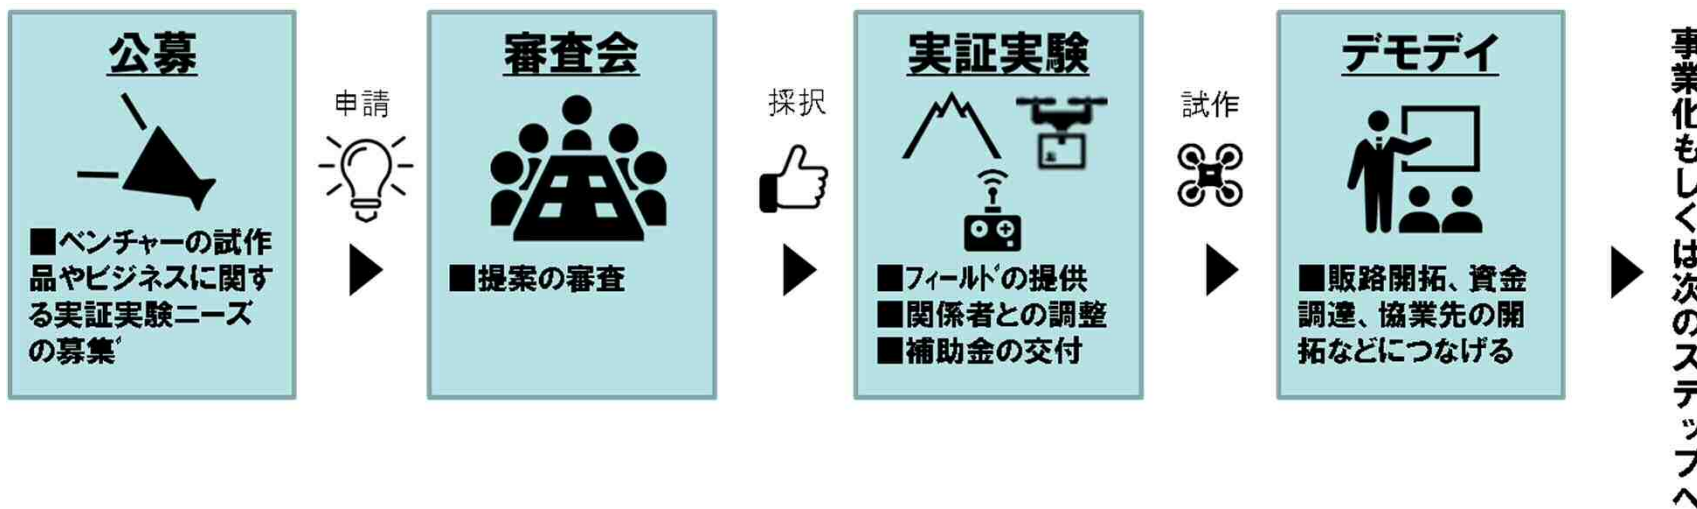 公募
■ベンチャーの試作
品やビジネスに関す
る実証実験ニーズ
の募集
申請
審査会
■提案の審査
採択
実証実験
■フィールドの提供
■関係者との調整
■補助金の交付
試作
デモデイ
■販路開拓、資金
調達、協業先の開
拓などにつなげる
事業化もしくは次のステップへ